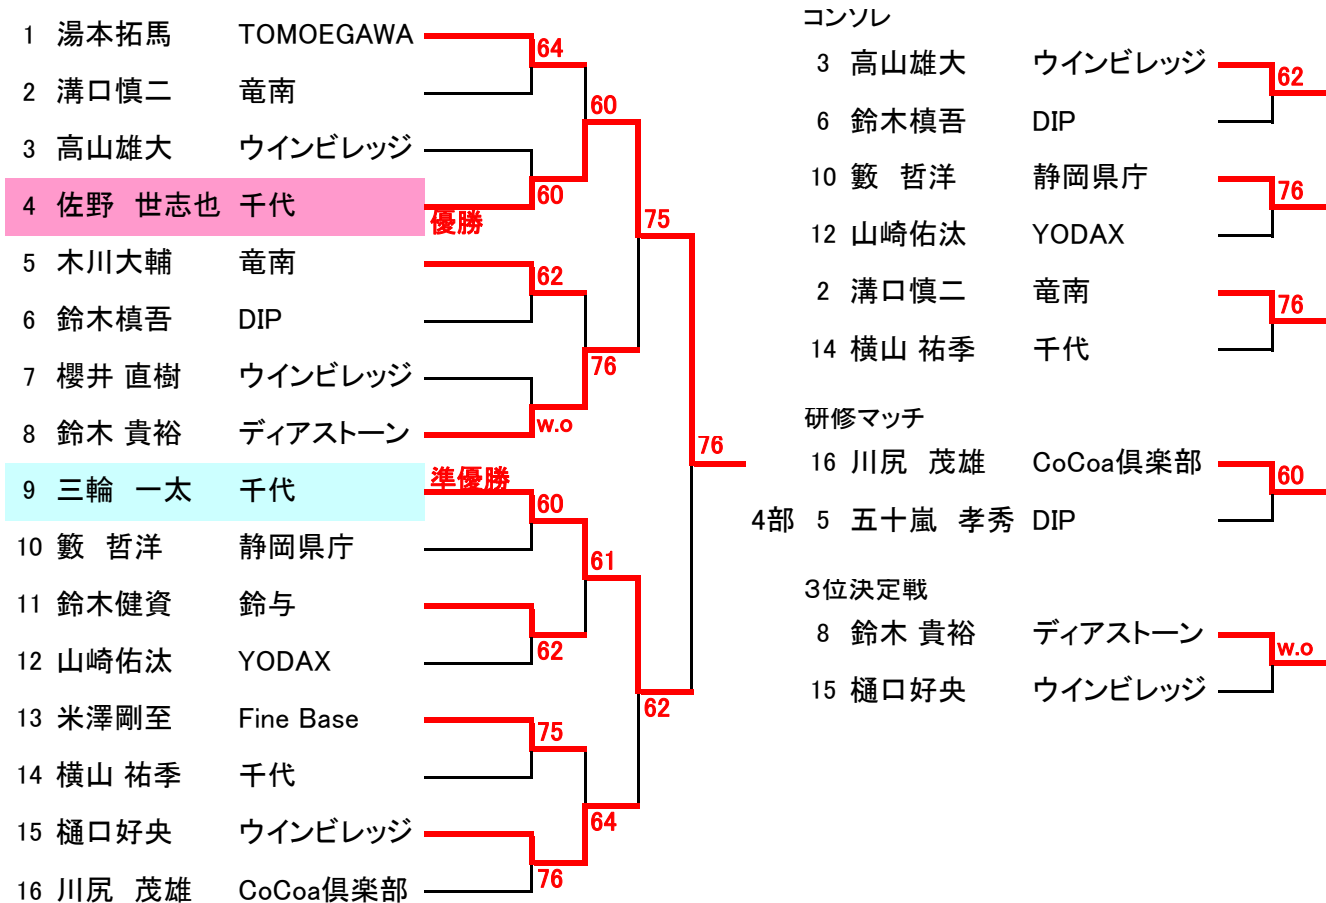 1 湯本拓馬 TOMOEGAWA
64
2 溝口慎二 竜南
60
3 高山雄大 ウインビレッジ
60
4 佐野 世志也 千代
優勝
75
5 木川大輔 竜南
62
6 鈴木槙吾 DIP
76
7 櫻井 直樹 ウインビレッジ
w.o
8 鈴木 貴裕 ディアストーン
76
準優勝
9 三輪 一太 千代
60
10 籔 哲洋 静岡県庁
61
11 鈴木健資 鈴与
62
12 山崎佑汰 YODAX
62
13 米澤剛至 Fine Base
75
14 横山 祐季 千代
64
15 樋口好央 ウインビレッジ
76
16 川尻 茂雄 CoCoa倶楽部
コンソレ
3 高山雄大 ウインビレッジ
62
6 鈴木槙吾 DIP
10 籔 哲洋 静岡県庁
76
12 山崎佑汰 YODAX
2 溝口慎二 竜南
76
14 横山 祐季 千代
研修マッチ
16 川尻 茂雄 CoCoa倶楽部
60
4部 5 五十嵐 孝秀 DIP
３位決定戦
8 鈴木 貴裕 ディアストーン
w.o
15 樋口好央 ウインビレッジ